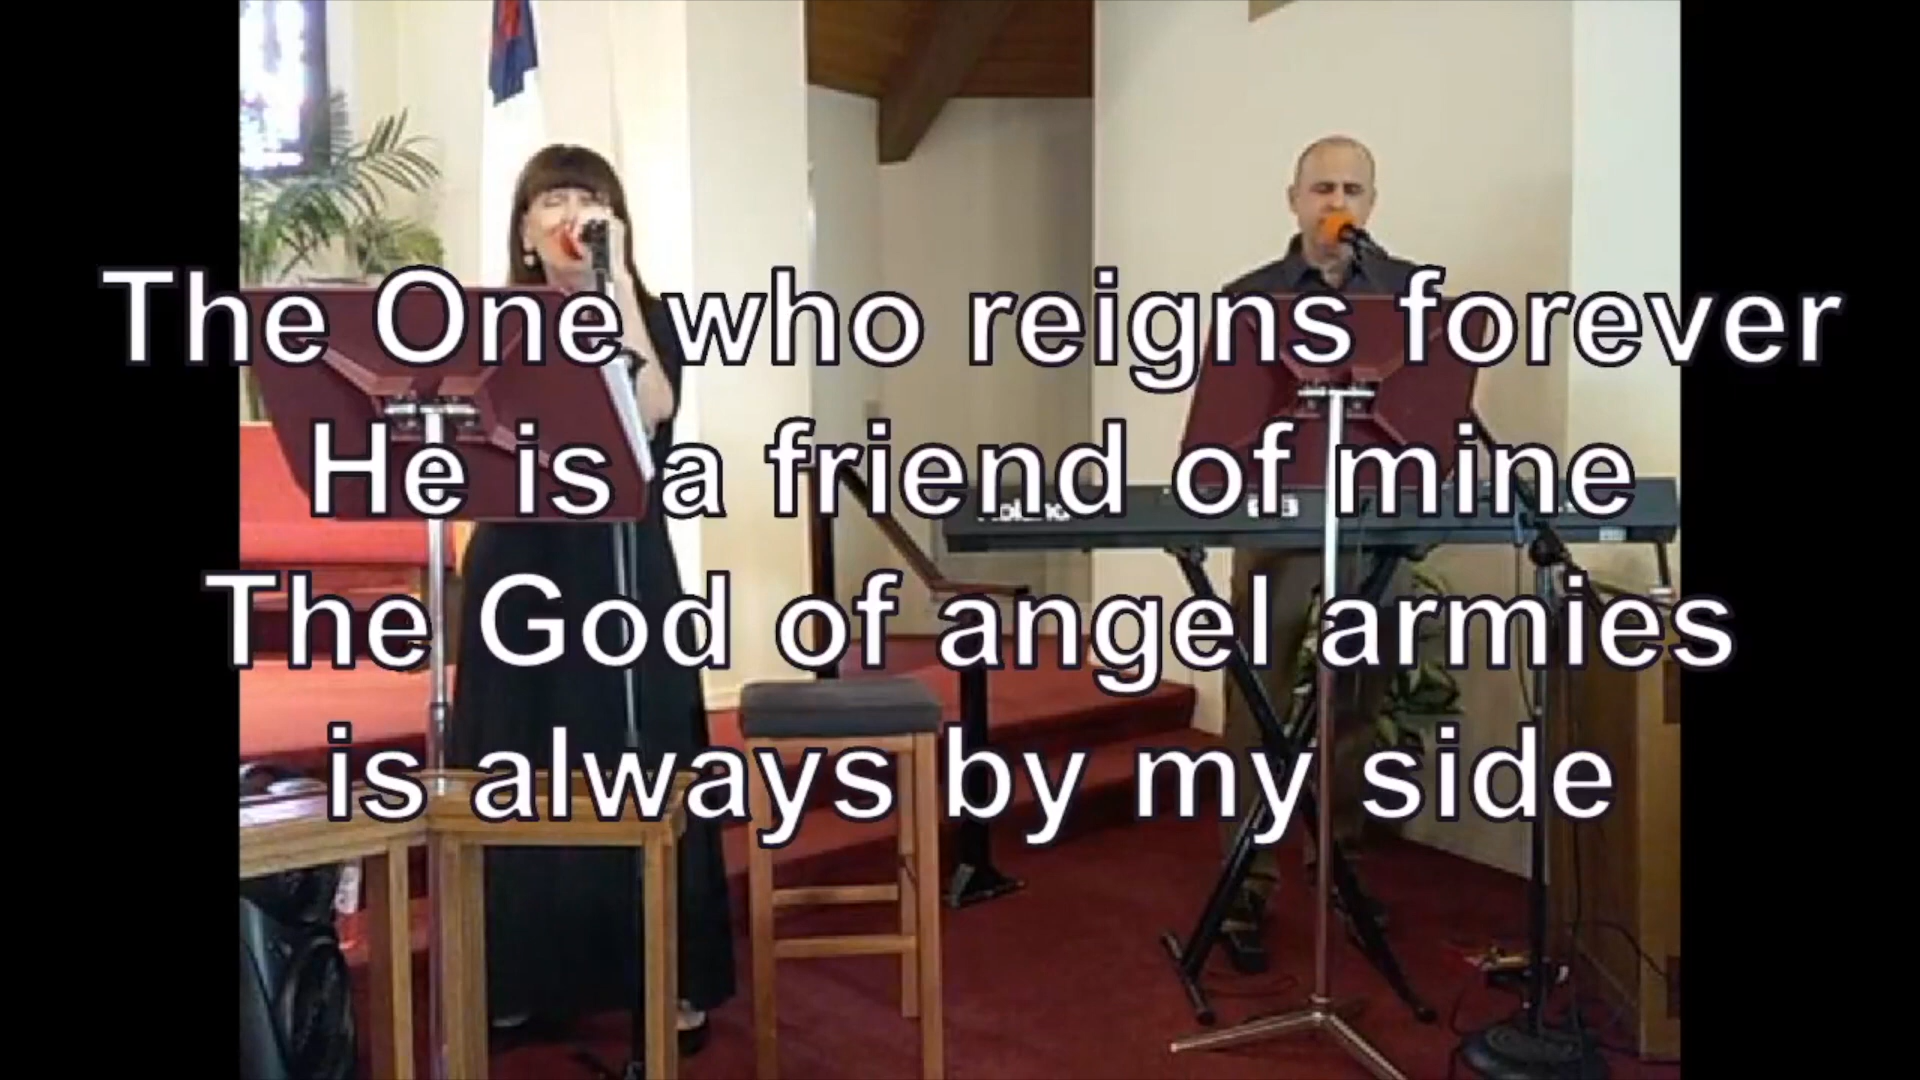 The One who reigns forever
He is a friend of mine
The God of angel armies
is always by my side
Roland